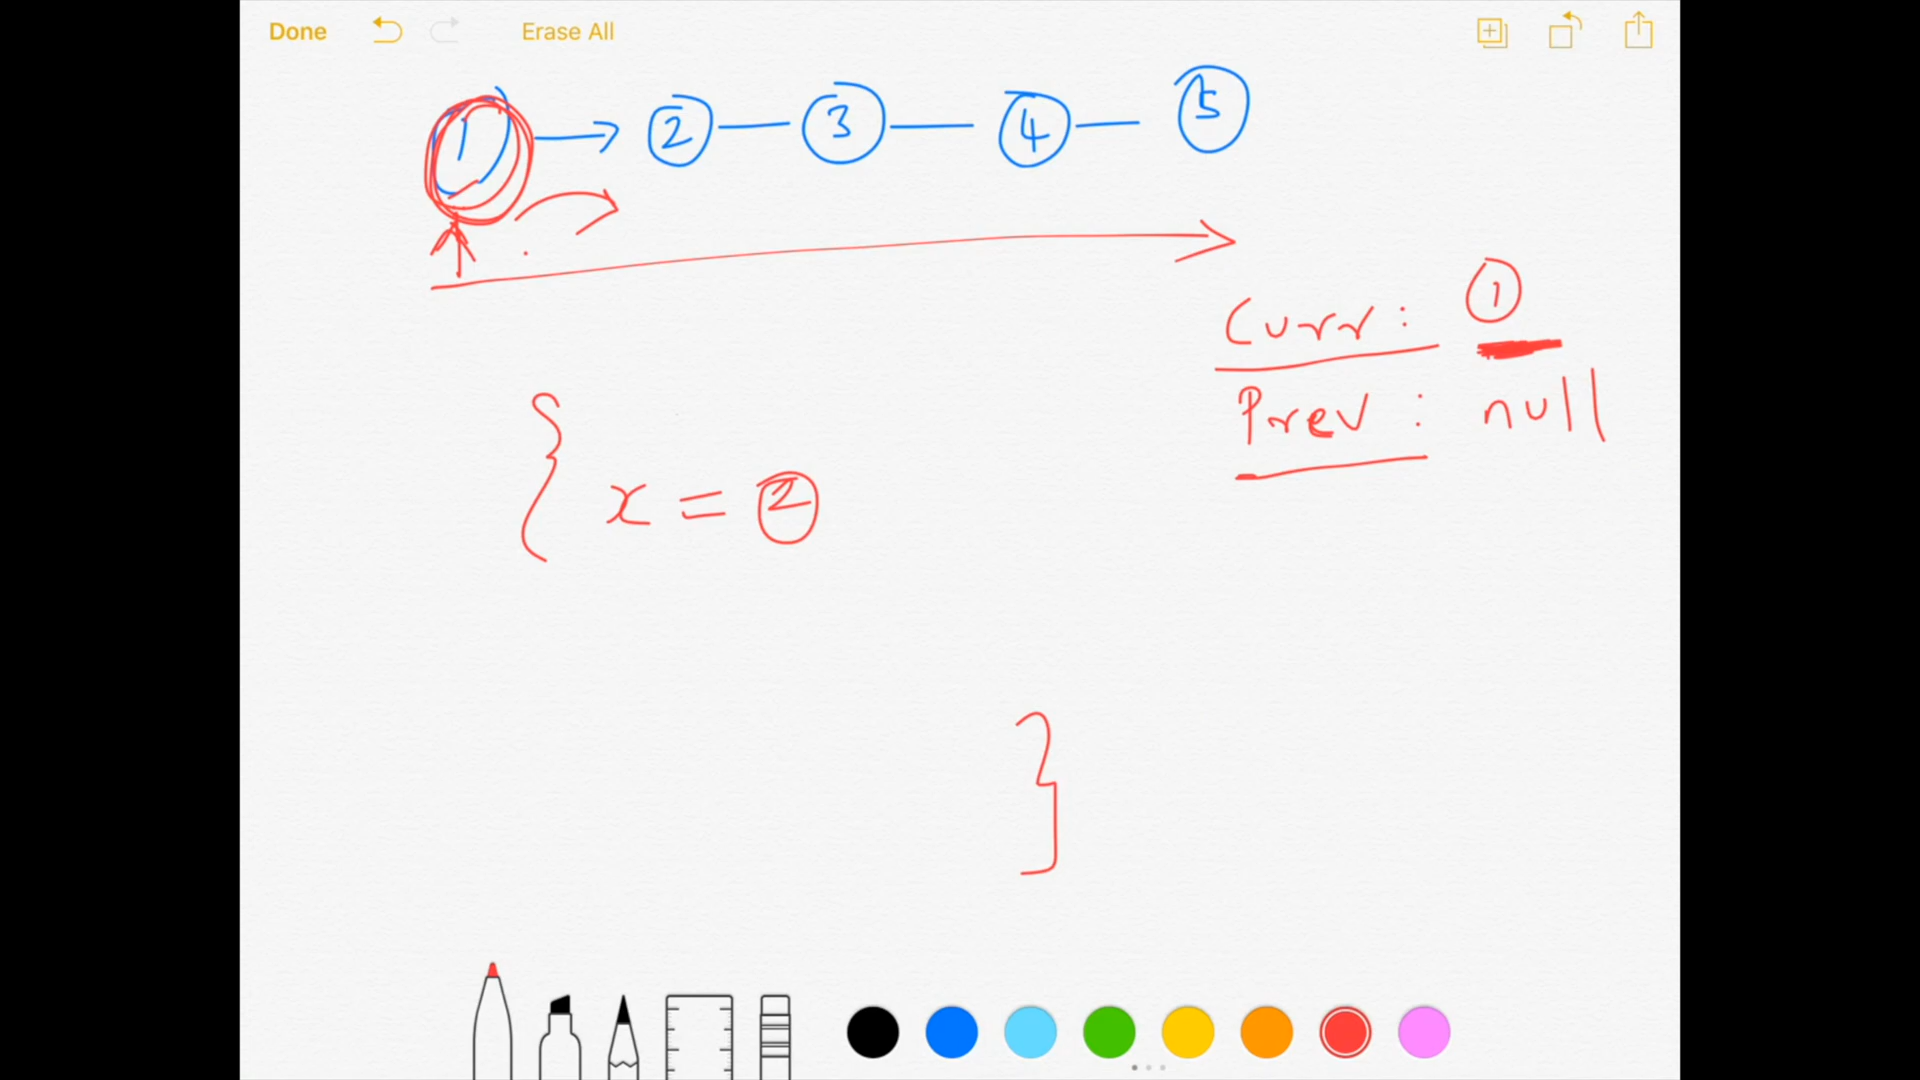 Done Erase All
1 → 2 — 3 — 4 — 5
Curr: 1
Prev: null
{ x = 2
}